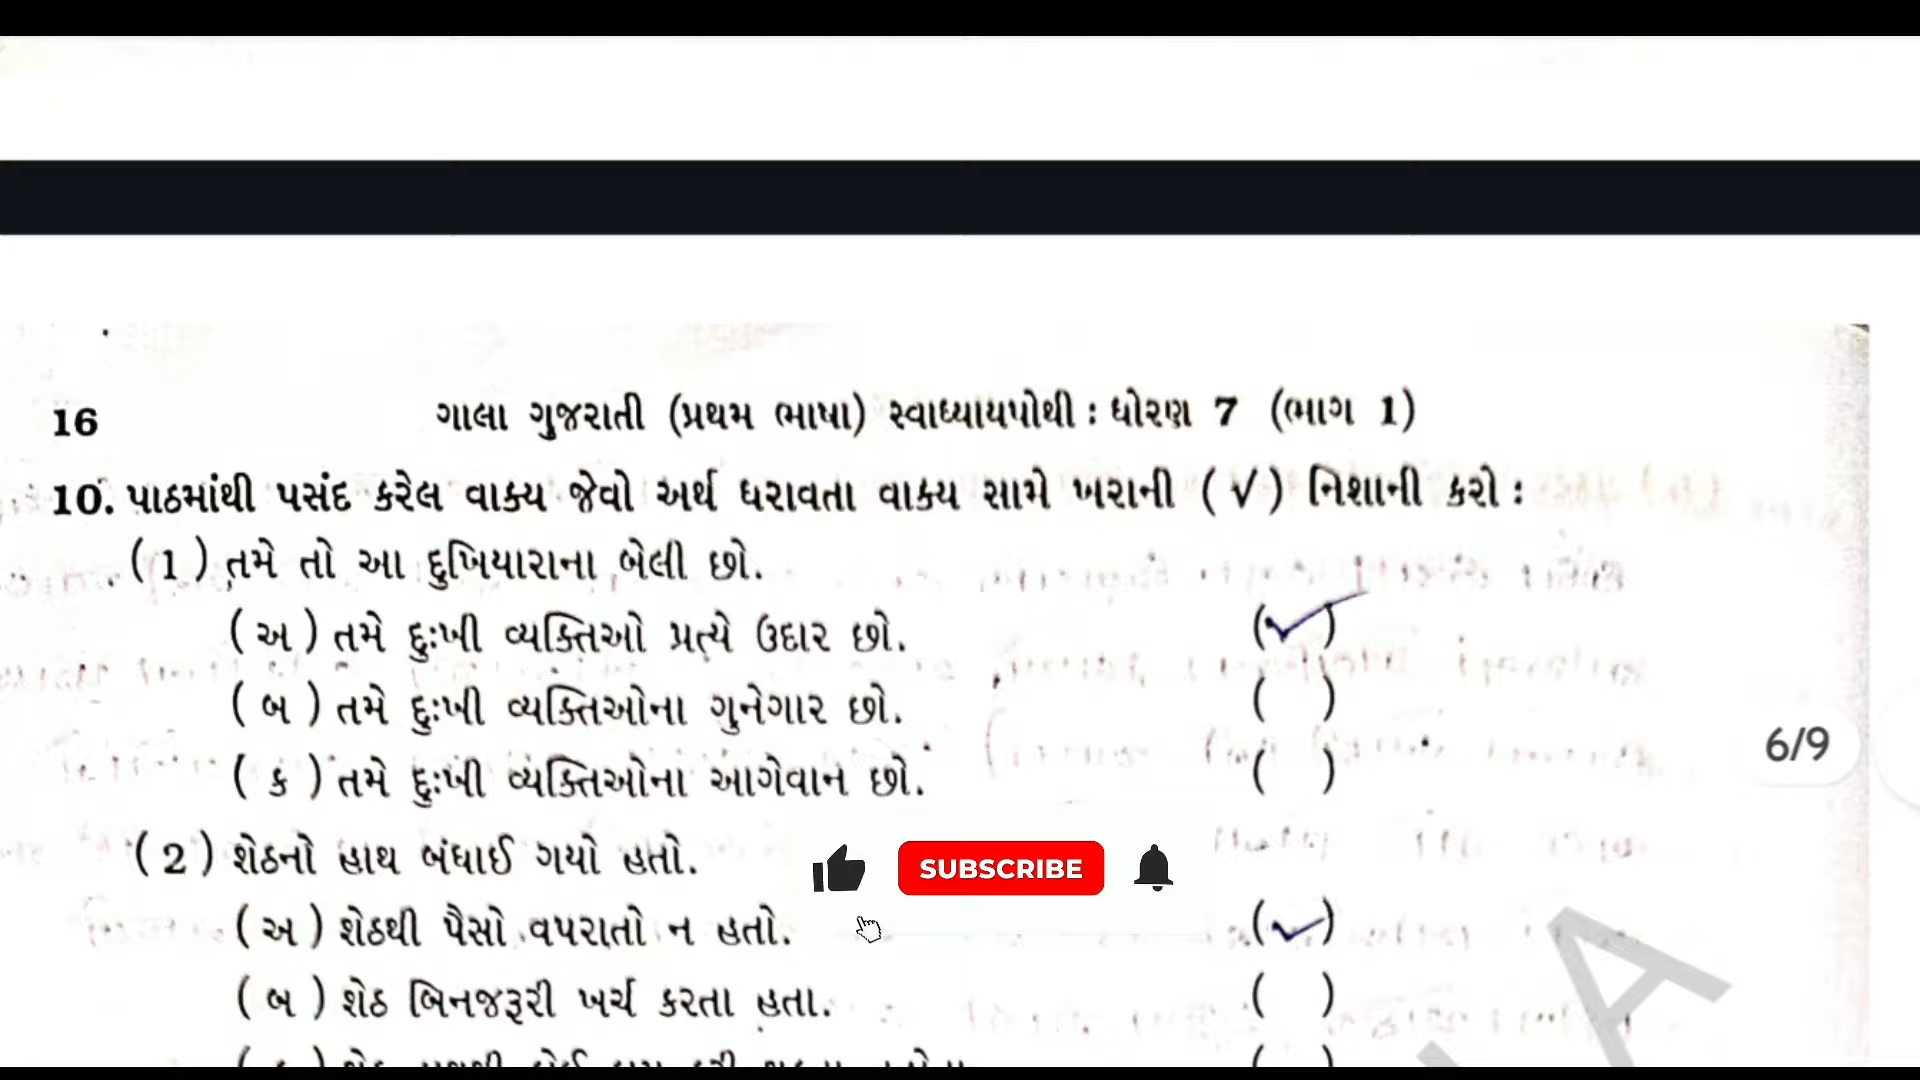 16 ગાલા ગુજરાતી (પ્રથમ ભાષા) સ્વાધ્યાયપોથી : ધોરણ 7 (ભાગ 1)
10. પાઠમાંથી પસંદ કરેલ વાક્ય જેવો અર્થ ધરાવતા વાક્ય સામે ખરાની (√) નિશાની કરો :
(1) તમે તો આ દુખિયારાના બેલી છો.
(અ) તમે દુઃખી વ્યક્તિઓ પ્રત્યે ઉદાર છો. (✓)
(બ) તમે દુઃખી વ્યક્તિઓના ગુનેગાર છો. ( )
(ક) તમે દુઃખી વ્યક્તિઓના આગેવાન છો. ( )
6/9
(2) શેઠનો હાથ બંધાઈ ગયો હતો.
SUBSCRIBE
(અ) શેઠથી પૈસો વપરાતો ન હતો. (✓)
(બ) શેઠ બિનજરૂરી ખર્ચ કરતા હતા. ( )